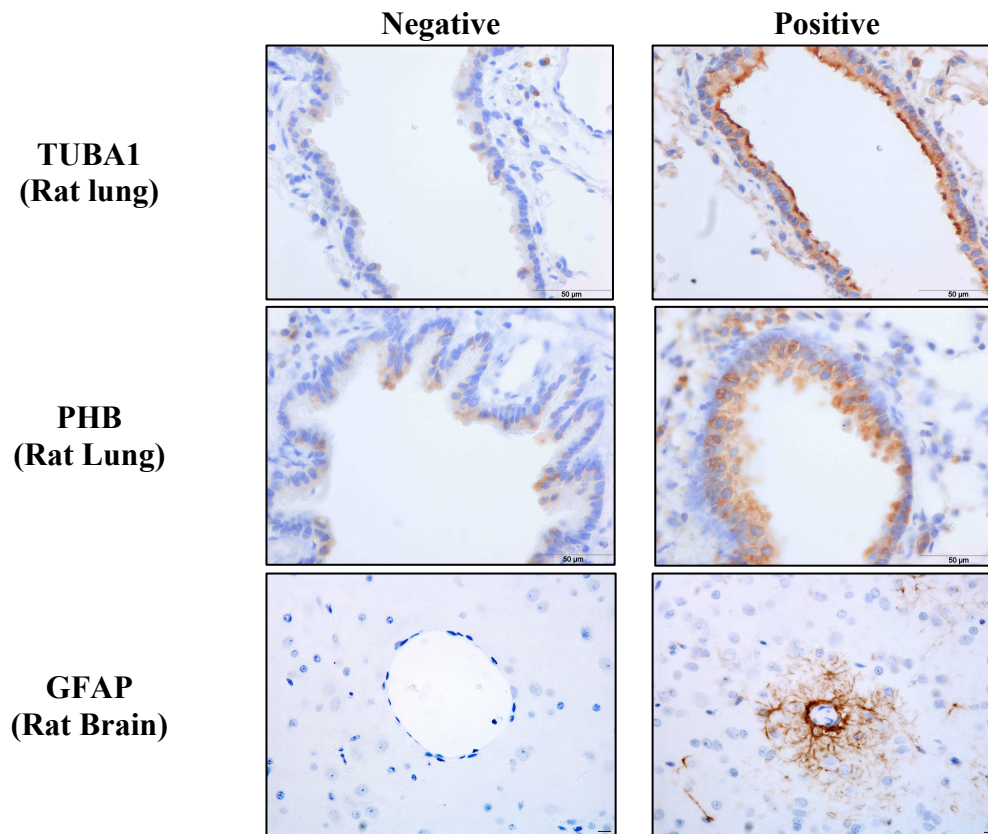 Negative
Positive
TUBA1
(Rat lung)
50 µm
50 µm
PHB
(Rat Lung)
50 µm
50 µm
GFAP
(Rat Brain)